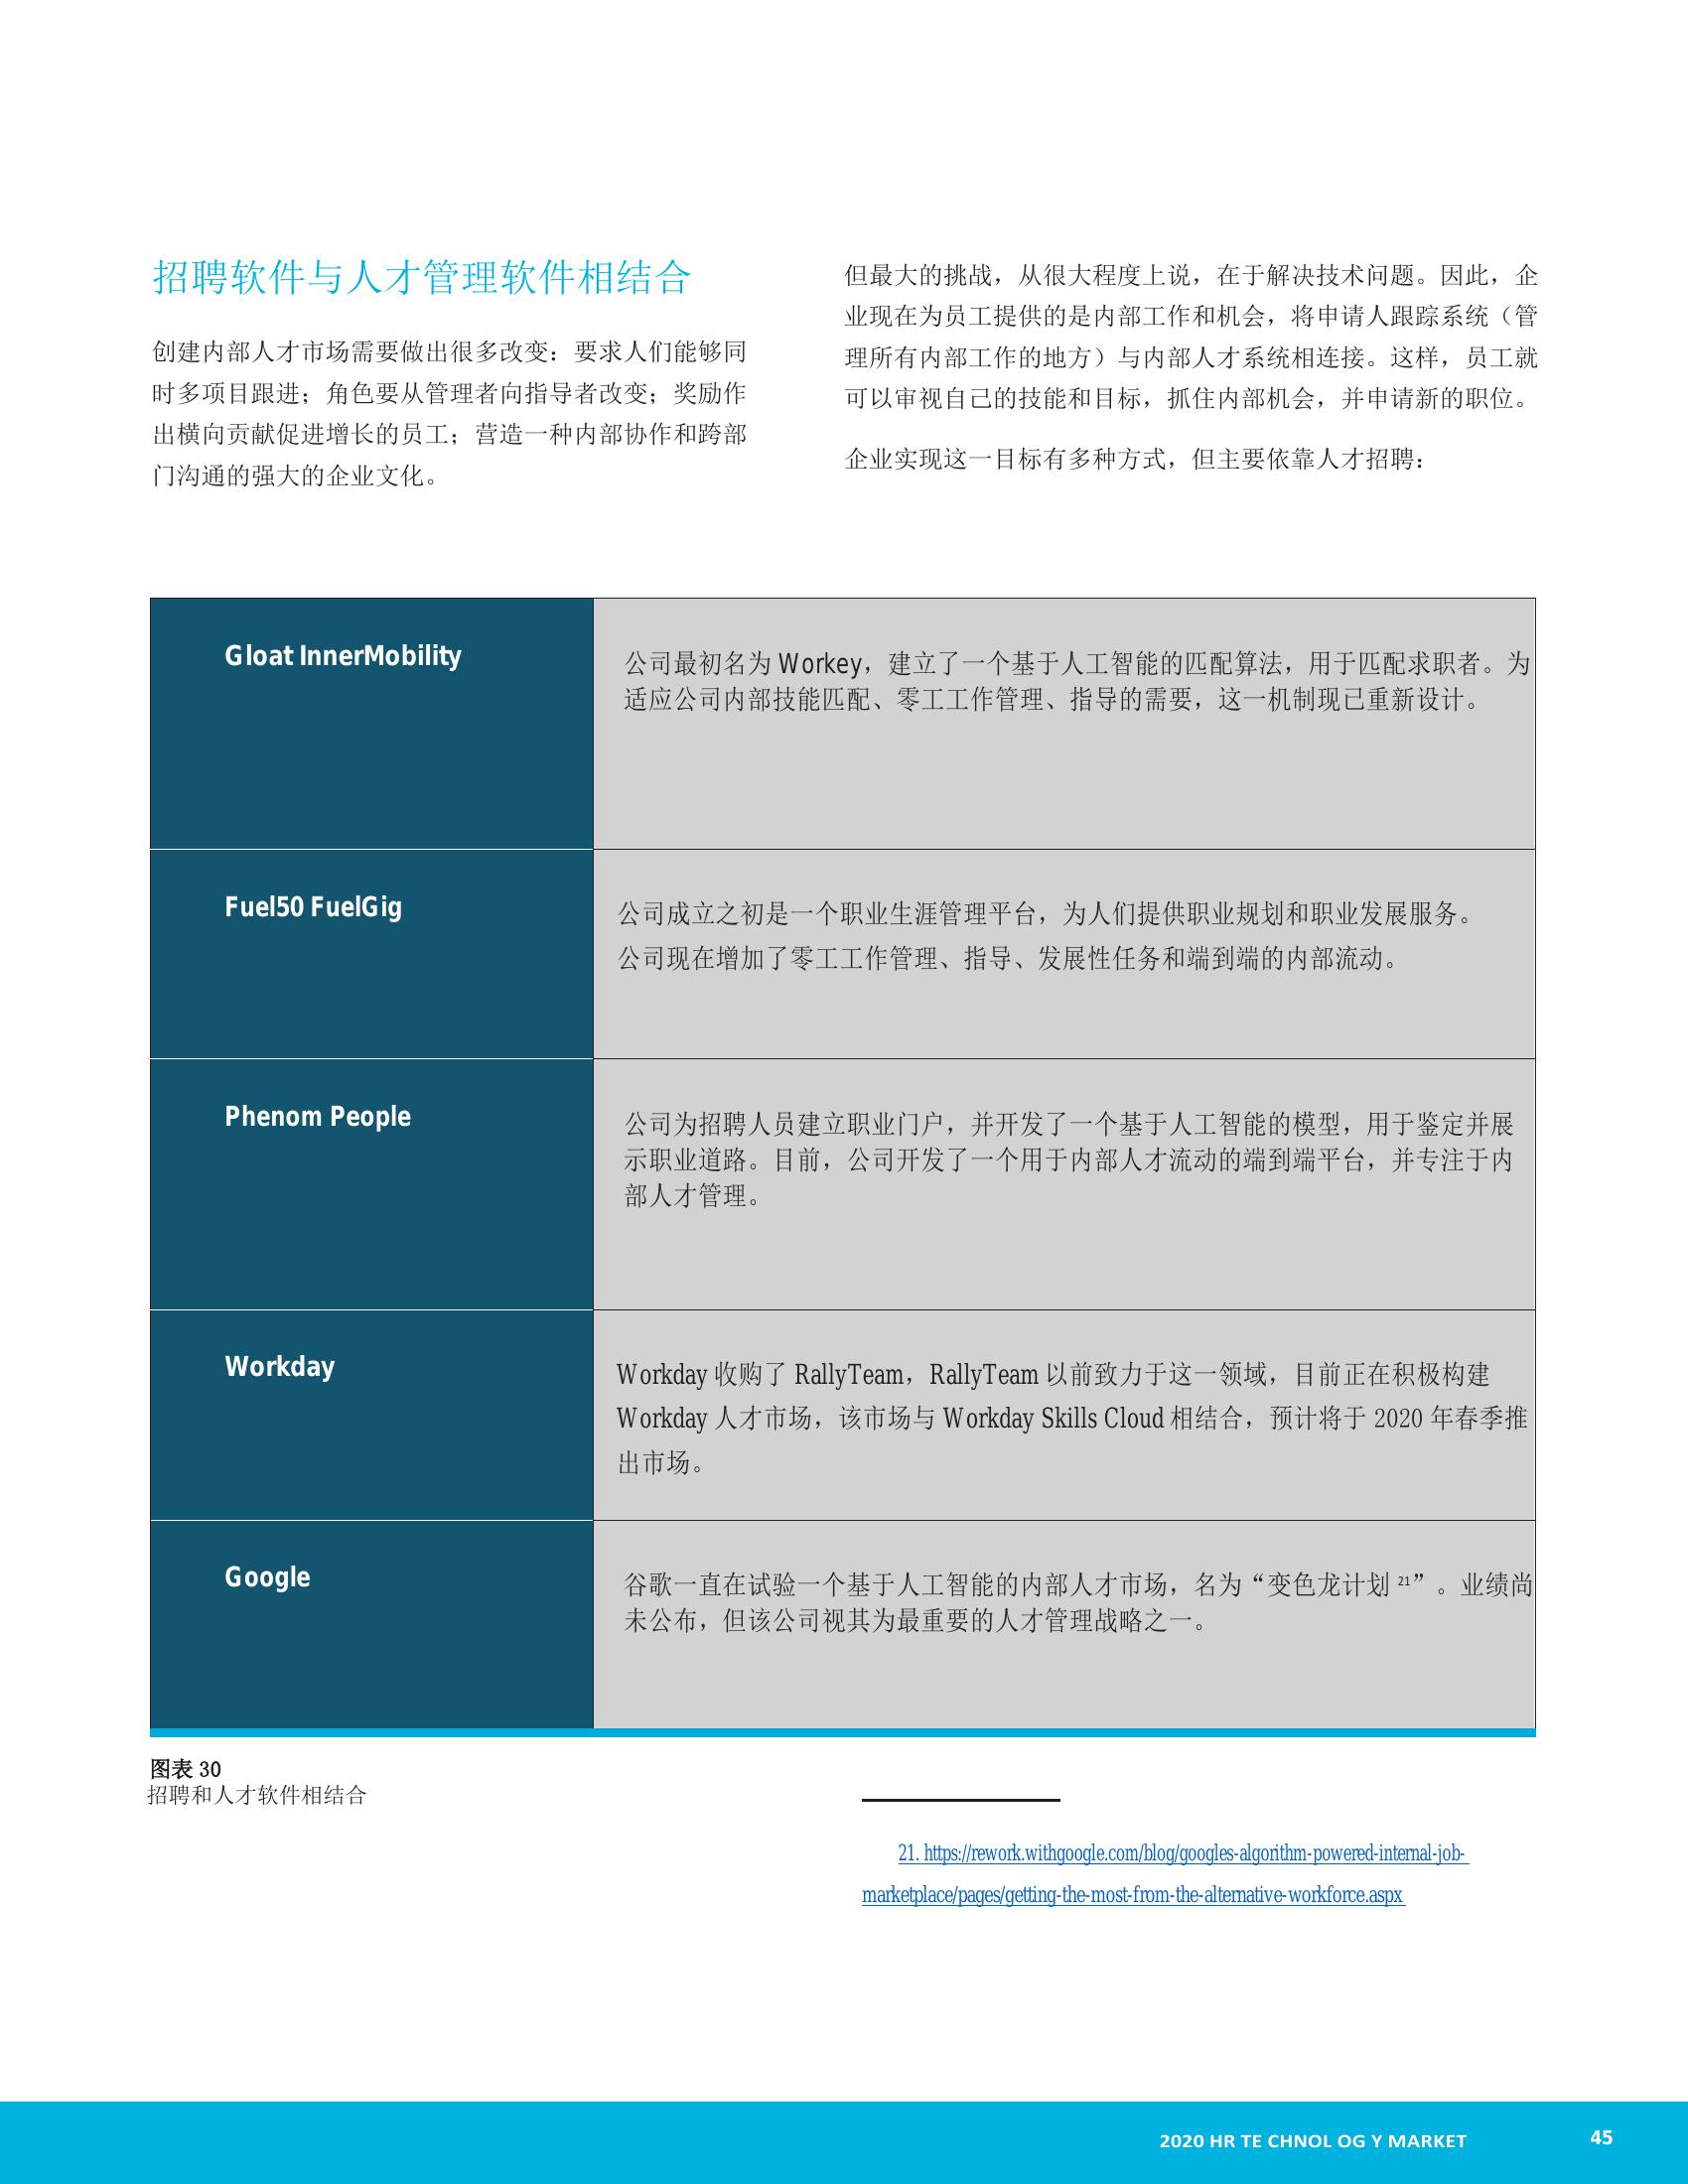 招聘软件与人才管理软件相结合
创建内部人才市场需要做出很多改变：要求人们能够同
时多项目跟进；角色要从管理者向指导者改变；奖励作
出横向贡献促进增长的员工；营造一种内部协作和跨部
门沟通的强大的企业文化。
但最大的挑战，从很大程度上说，在于解决技术问题。因此，企
业现在为员工提供的是内部工作和机会，将申请人跟踪系统（管
理所有内部工作的地方）与内部人才系统相连接。这样，员工就
可以审视自己的技能和目标，抓住内部机会，并申请新的职位。
企业实现这一目标有多种方式，但主要依靠人才招聘：
Gloat InnerMobility
公司最初名为 Workey，建立了一个基于人工智能的匹配算法，用于匹配求职者。为
适应公司内部技能匹配、零工工作管理、指导的需要，这一机制现已重新设计。
Fuel50 FuelGig
公司成立之初是一个职业生涯管理平台，为人们提供职业规划和职业发展服务。
公司现在增加了零工工作管理、指导、发展性任务和端到端的内部流动。
Phenom People
公司为招聘人员建立职业门户，并开发了一个基于人工智能的模型，用于鉴定并展
示职业道路。目前，公司开发了一个用于内部人才流动的端到端平台，并专注于内
部人才管理。
Workday
Workday 收购了 RallyTeam，RallyTeam 以前致力于这一领域，目前正在积极构建
Workday 人才市场，该市场与 Workday Skills Cloud 相结合，预计将于 2020 年春季推
出市场。
Google
谷歌一直在试验一个基于人工智能的内部人才市场，名为“变色龙计划 21”。业绩尚
未公布，但该公司视其为最重要的人才管理战略之一。
图表 30
招聘和人才软件相结合
21. https://rework.withgoogle.com/blog/googles-algorithm-powered-internal-job-
marketplace/pages/getting-the-most-from-the-alternative-workforce.aspx
2020 HR TE CHNOL OG Y MARKET 45